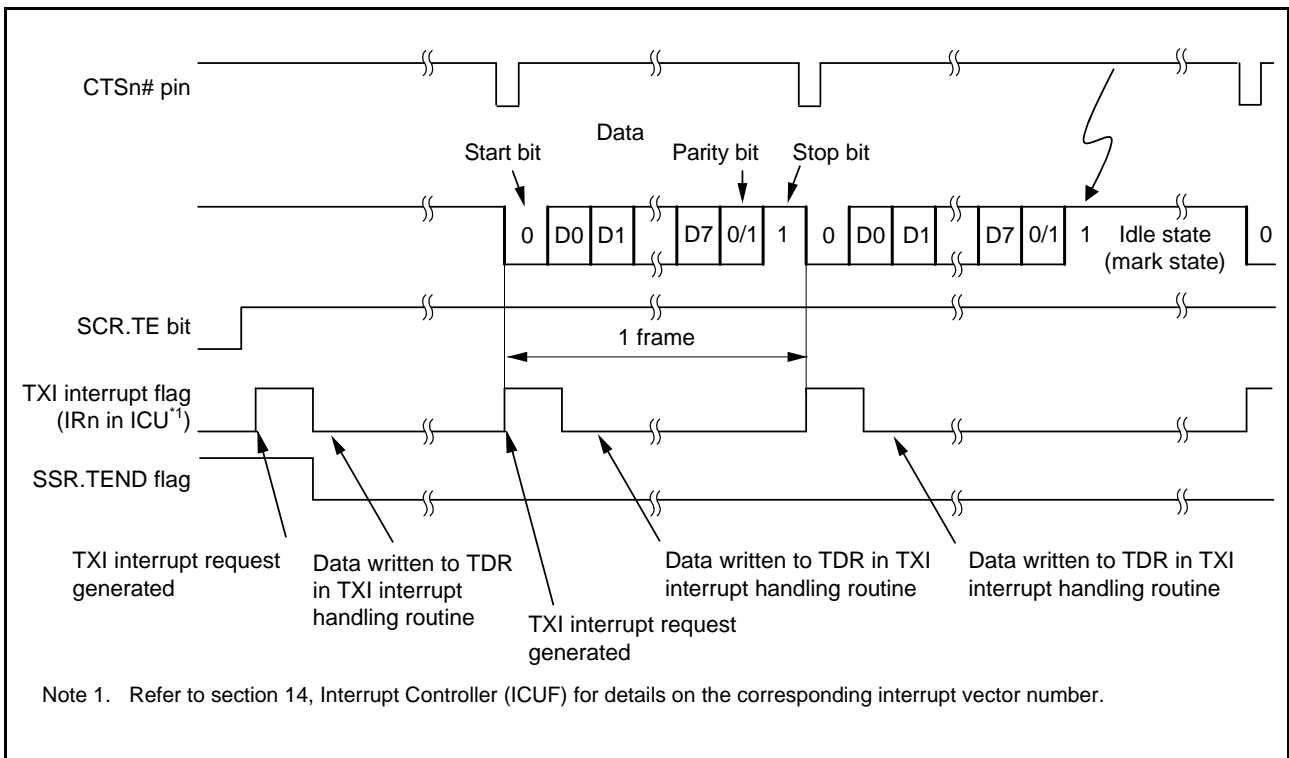 CTSn# pin
Data
Start bit
Parity bit
Stop bit
0 D0 D1 D7 0/1 1 0 D0 D1 D7 0/1 1 Idle state (mark state) 0
SCR.TE bit
1 frame
TXI interrupt flag
(IRn in ICU*1)
SSR.TEND flag
TXI interrupt request
generated
Data written to TDR
in TXI interrupt
handling routine
TXI interrupt request
generated
Data written to TDR in TXI
interrupt handling routine
Data written to TDR in TXI
interrupt handling routine
Note 1. Refer to section 14, Interrupt Controller (ICUF) for details on the corresponding interrupt vector number.